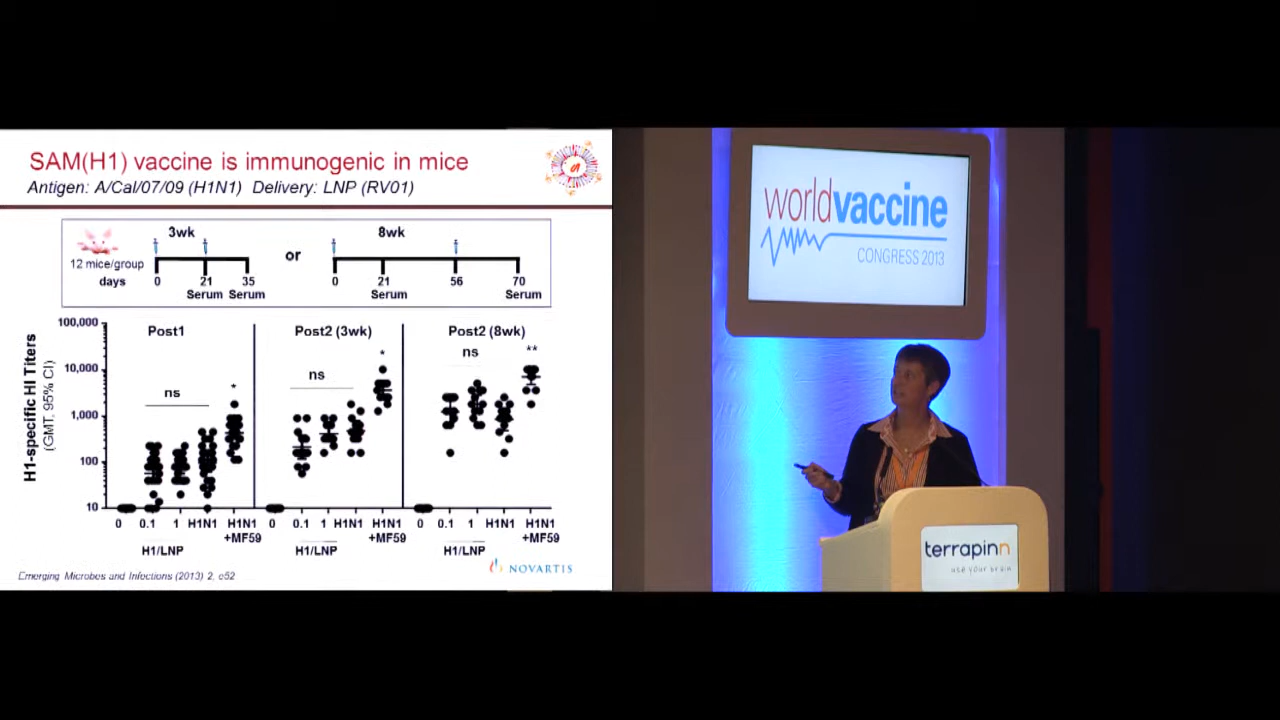 SAM(H1) vaccine is immunogenic in mice
Antigen: A/Cal/07/09 (H1N1) Delivery: LNP (RV01)
3wk or 8wk
12 mice/group
days 0 21 35 0 21 56 70
Serum Serum Serum Serum
H1-specific HI Titers
(GMT, 95% CI)
100,000
10,000
1,000
100
10
Post1 Post2 (3wk) Post2 (8wk)
ns * ns * ns **
0 0.1 1 H1N1 H1N1 0 0.1 1 H1N1 H1N1 0 0.1 1 H1N1 H1N1
+MF59 +MF59 +MF59
H1/LNP H1/LNP H1/LNP
Emerging Microbes and Infections (2013) 2, e52
NOVARTIS
worldvaccine
CONGRESS 2013
terrapinn
use your brain